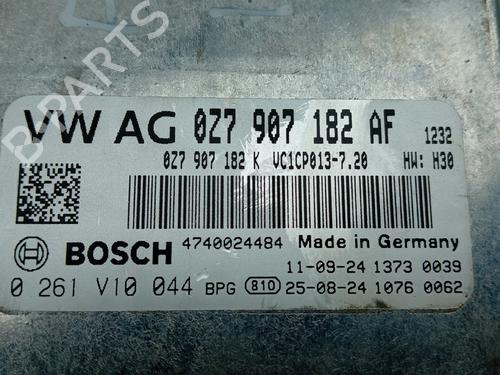 B-PARTS
VW AG 0Z7 907 182 AF 1232
0Z7 907 182 K VC1CP013-7.20 HW: H30
BOSCH 4740024484 Made in Germany
11-09-24 1373 0039
0 261 V10 044 BPG 810 25-08-24 1076 0062